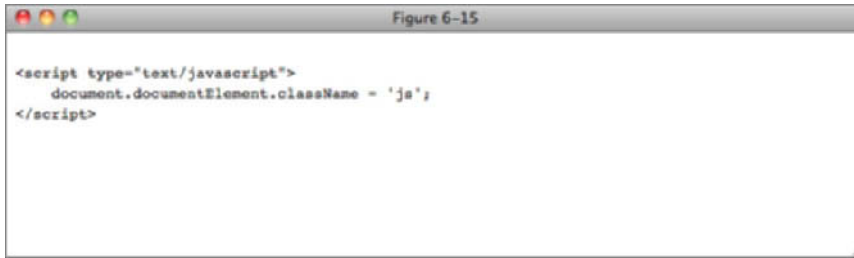 Figure 6-15
<script type="text/javascript">
    document.documentElement.className = 'js';
</script>